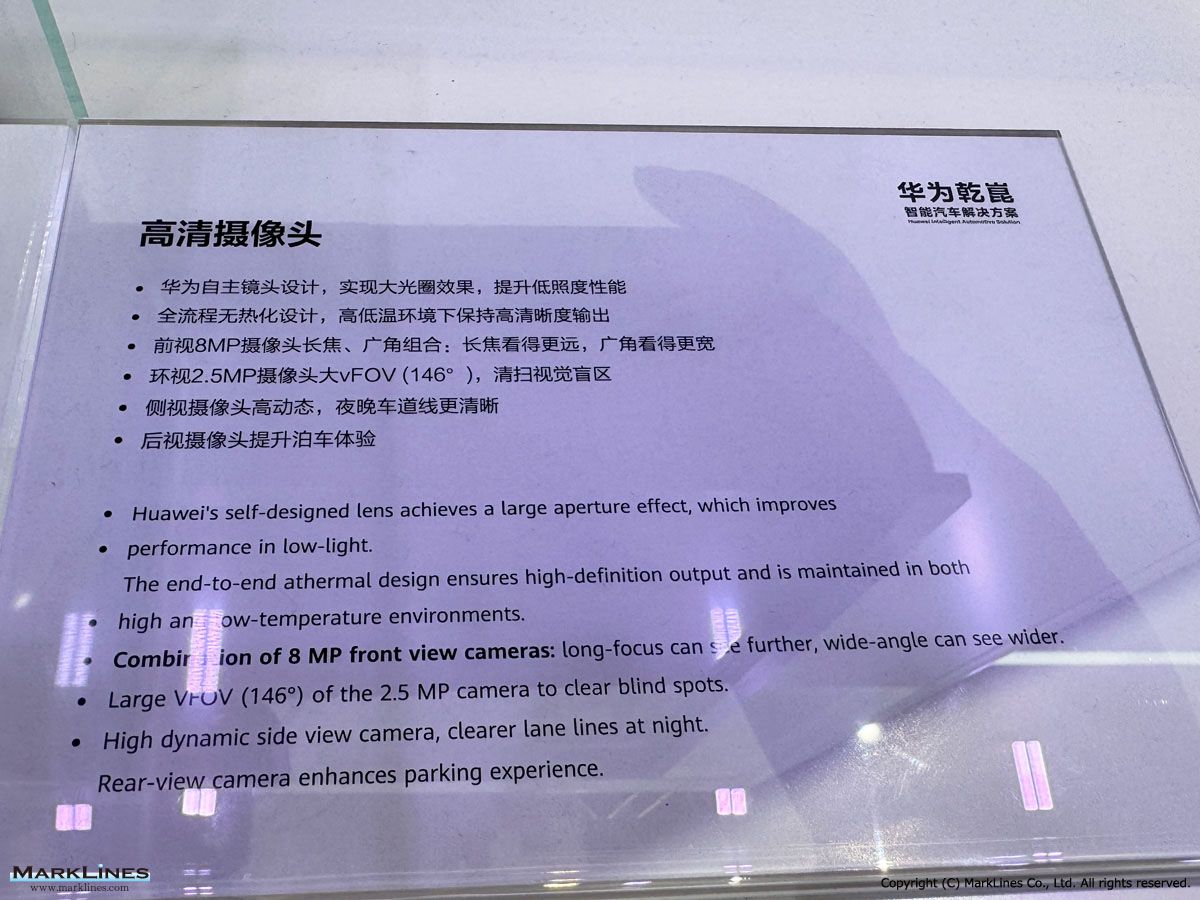 华为乾崑
智能汽车解决方案
Huawei Intelligent Automotive Solution
高清摄像头
• 华为自主镜头设计，实现大光圈效果，提升低照度性能
• 全流程无热化设计，高低温环境下保持高清晰度输出
• 前视8MP摄像头长焦、广角组合：长焦看得更远，广角看得更宽
• 环视2.5MP摄像头大vFOV (146° )，清扫视觉盲区
• 侧视摄像头高动态，夜晚车道线更清晰
• 后视摄像头提升泊车体验
• Huawei's self-designed lens achieves a large aperture effect, which improves
• performance in low-light.
The end-to-end athermal design ensures high-definition output and is maintained in both
• high and low-temperature environments.
• Combination of 8 MP front view cameras: long-focus can see further, wide-angle can see wider.
• Large VFOV (146°) of the 2.5 MP camera to clear blind spots.
• High dynamic side view camera, clearer lane lines at night.
Rear-view camera enhances parking experience.
MARKLINES
www.marklines.com
Copyright (C) MarkLines Co., Ltd. All rights reserved.